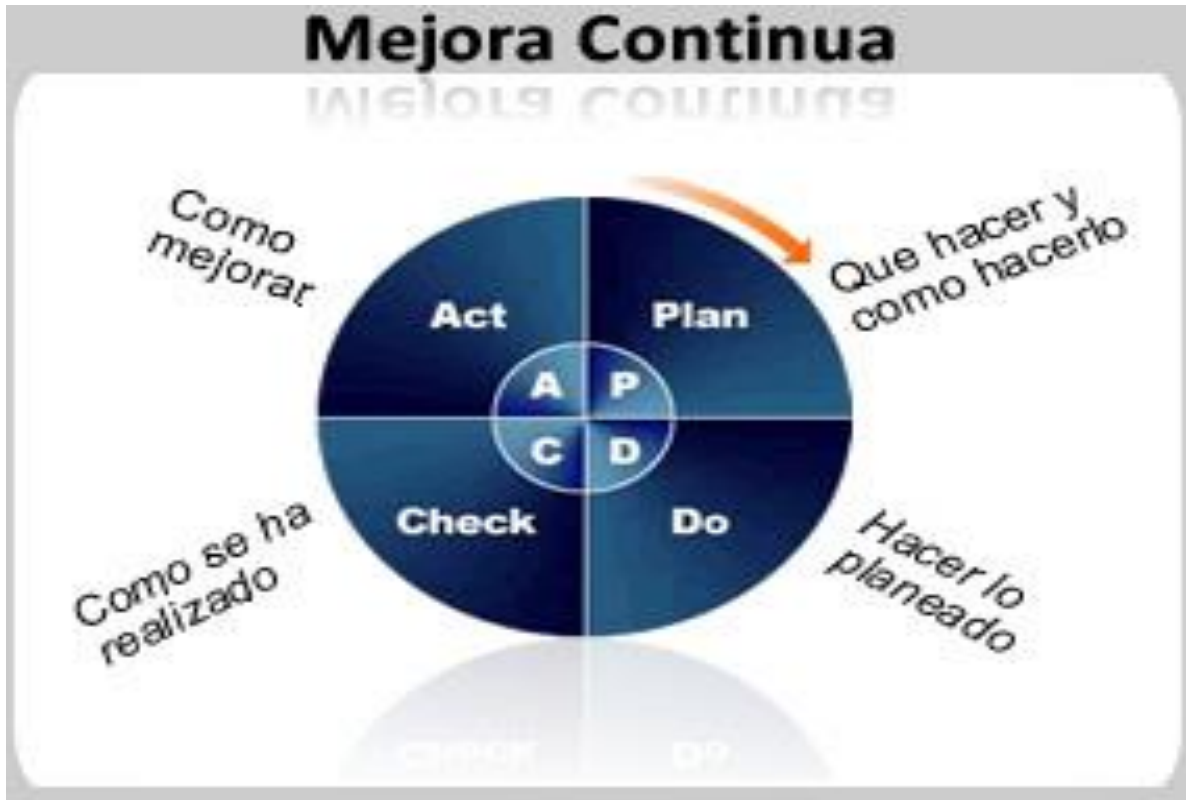 Mejora Continua
Como
mejorar
Que hacer y
como hacerlo
Act
Plan
A
P
C
D
Check
Do
Como se ha
realizado
Hacer lo
planeado